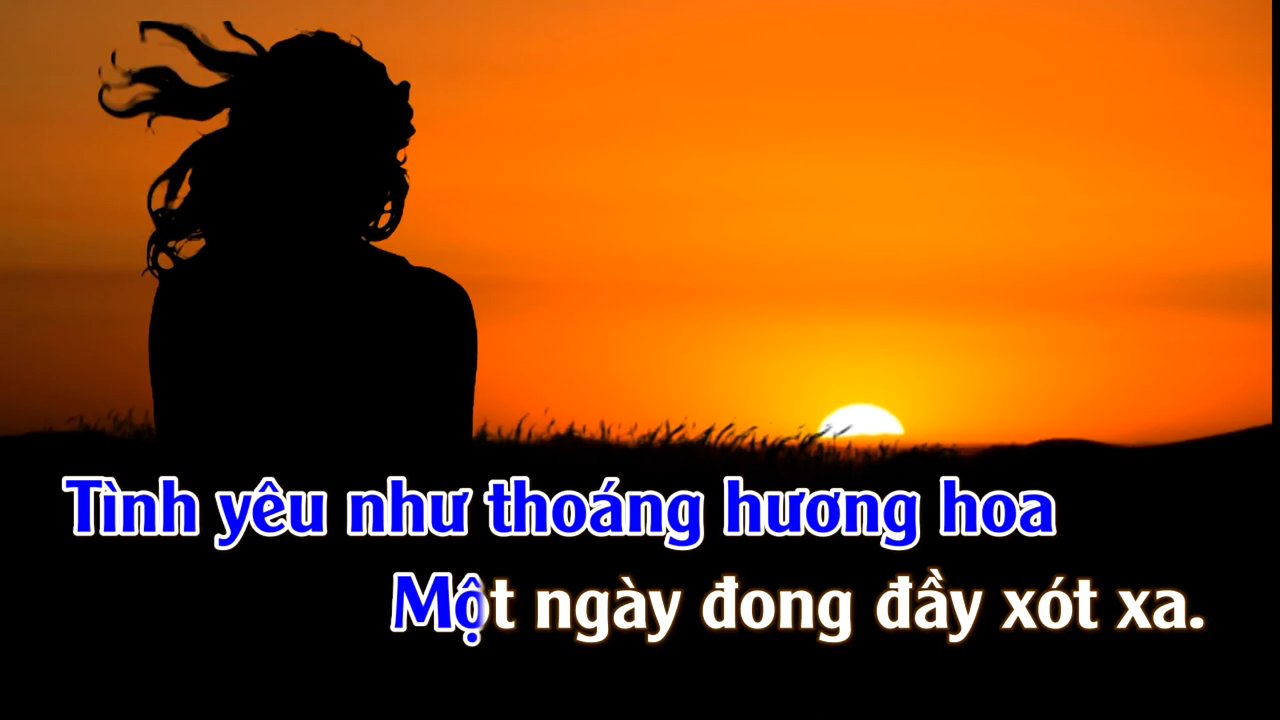 Tình yêu như thoáng hương hoa
Một ngày đong đầy xót xa.